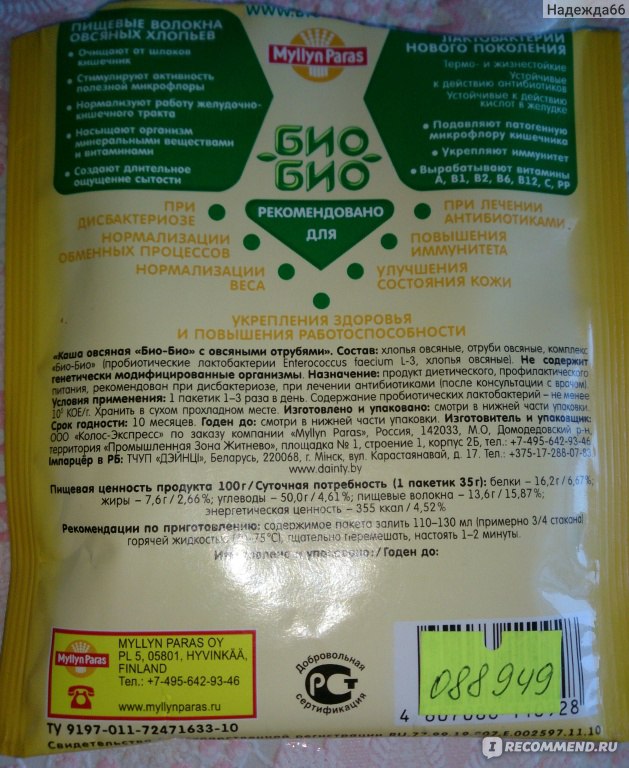 Надежда66
www.
ПИЩЕВЫЕ ВОЛОКНА
ОВСЯНЫХ ХЛОПЬЕВ
• Очищают от шлаков
кишечник
• Стимулируют активность
полезной микрофлоры
• Нормализуют работу желудочно-
кишечного тракта
• Насыщают организм
минеральными веществами
и витаминами
• Создают длительное
ощущение сытости
Myllyn Paras
ЛАКТОБАКТЕРИИ
НОВОГО ПОКОЛЕНИЯ
Термо- и жизнестойкие
Устойчивые
к действию антибиотиков
Устойчивые к действию
кислот в желудке
• Подавляют патогенную
микрофлору кишечника
• Укрепляют иммунитет
• Вырабатывают витамины
А, В1, В2, В6, В12, С, РР
БИО
БИО
РЕКОМЕНДОВАНО
ДЛЯ
ПРИ
ДИСБАКТЕРИОЗЕ
НОРМАЛИЗАЦИИ
ОБМЕННЫХ ПРОЦЕССОВ
НОРМАЛИЗАЦИИ
ВЕСА
ПРИ ЛЕЧЕНИИ
АНТИБИОТИКАМИ
ПОВЫШЕНИЯ
ИММУНИТЕТА
УЛУЧШЕНИЯ
СОСТОЯНИЯ КОЖИ
УКРЕПЛЕНИЯ ЗДОРОВЬЯ
И ПОВЫШЕНИЯ РАБОТОСПОСОБНОСТИ
«Каша овсяная «Био-Био» с овсяными отрубями». Состав: хлопья овсяные, отруби овсяные, комплекс
«Био-Био» (пробиотические лактобактерии Enterococcus faecium L-3, хлопья овсяные). Не содержит
генетически модифицированные организмы. Назначение: продукт диетического, профилактического
питания, рекомендован при дисбактериозе, при лечении антибиотиками (после консультации с врачом).
Условия применения: 1 пакетик 1–3 раза в день. Содержание пробиотических лактобактерий – не менее
КОЕ/г. Хранить в сухом прохладном месте. Изготовлено и упаковано: смотри в нижней части упаковки.
Срок годности: 10 месяцев. Годен до: смотри в нижней части упаковки. Изготовитель и упаковщик:
ООО «Колос-Экспресс» по заказу компании «Myllyn Paras», Россия, 142033, М.О, Домодедовский р-н,
территория «Промышленная Зона Житнево», площадка № 1, строение 1, корпус 2Б, тел.: +7-495-642-93-46
Імпарцёр в РБ: ТЧУП «ДЭЙНЦІ», Беларусь, 220068, г. Мінск, вул. Карастаянавай, д. 17. Тел.: +375-17-288-07-83
www.dainty.by
Пищевая ценность продукта 100г/Суточная потребность (1 пакетик 35г): белки – 16,2г/6,67%;
жиры – 7,6г/2,66%; углеводы – 50,0г/4,61%; пищевые волокна – 13,6г/15,87%;
энергетическая ценность – 355 ккал/4,52%
Рекомендации по приготовлению: содержимое пакета залить 110–130 мл (примерно 3/4 стакана)
горячей жидкостью, тщательно перемешать, настоять 1–2 минуты.
Изготовлено и упаковано:/Годен до:
Myllyn Paras
MYLLYN PARAS OY
PL 5, 05801, HYVINKÄÄ,
FINLAND
Тел.: +7-495-642-93-46
www.myllynparas.ru
Добровольная
РСТ
сертификация
088949
ТУ 9197-011-72471633-10
Свидетельство
I RECOMMEND.RU